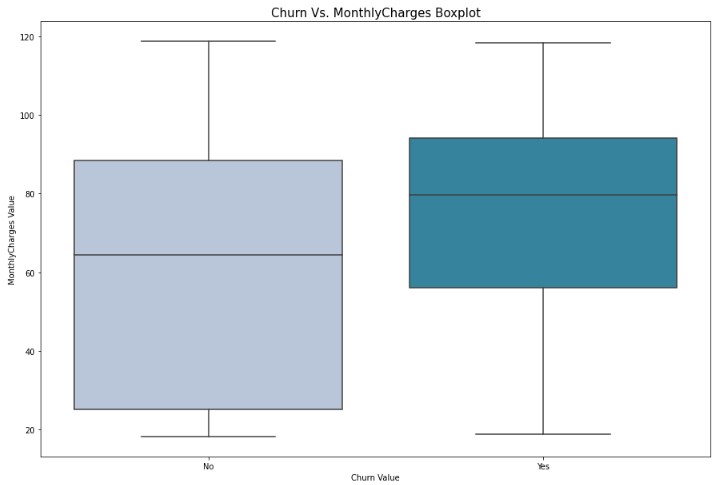 Churn Vs. MonthlyCharges Boxplot
120
100
80
60
40
20
MonthlyCharges Value
No
Yes
Churn Value